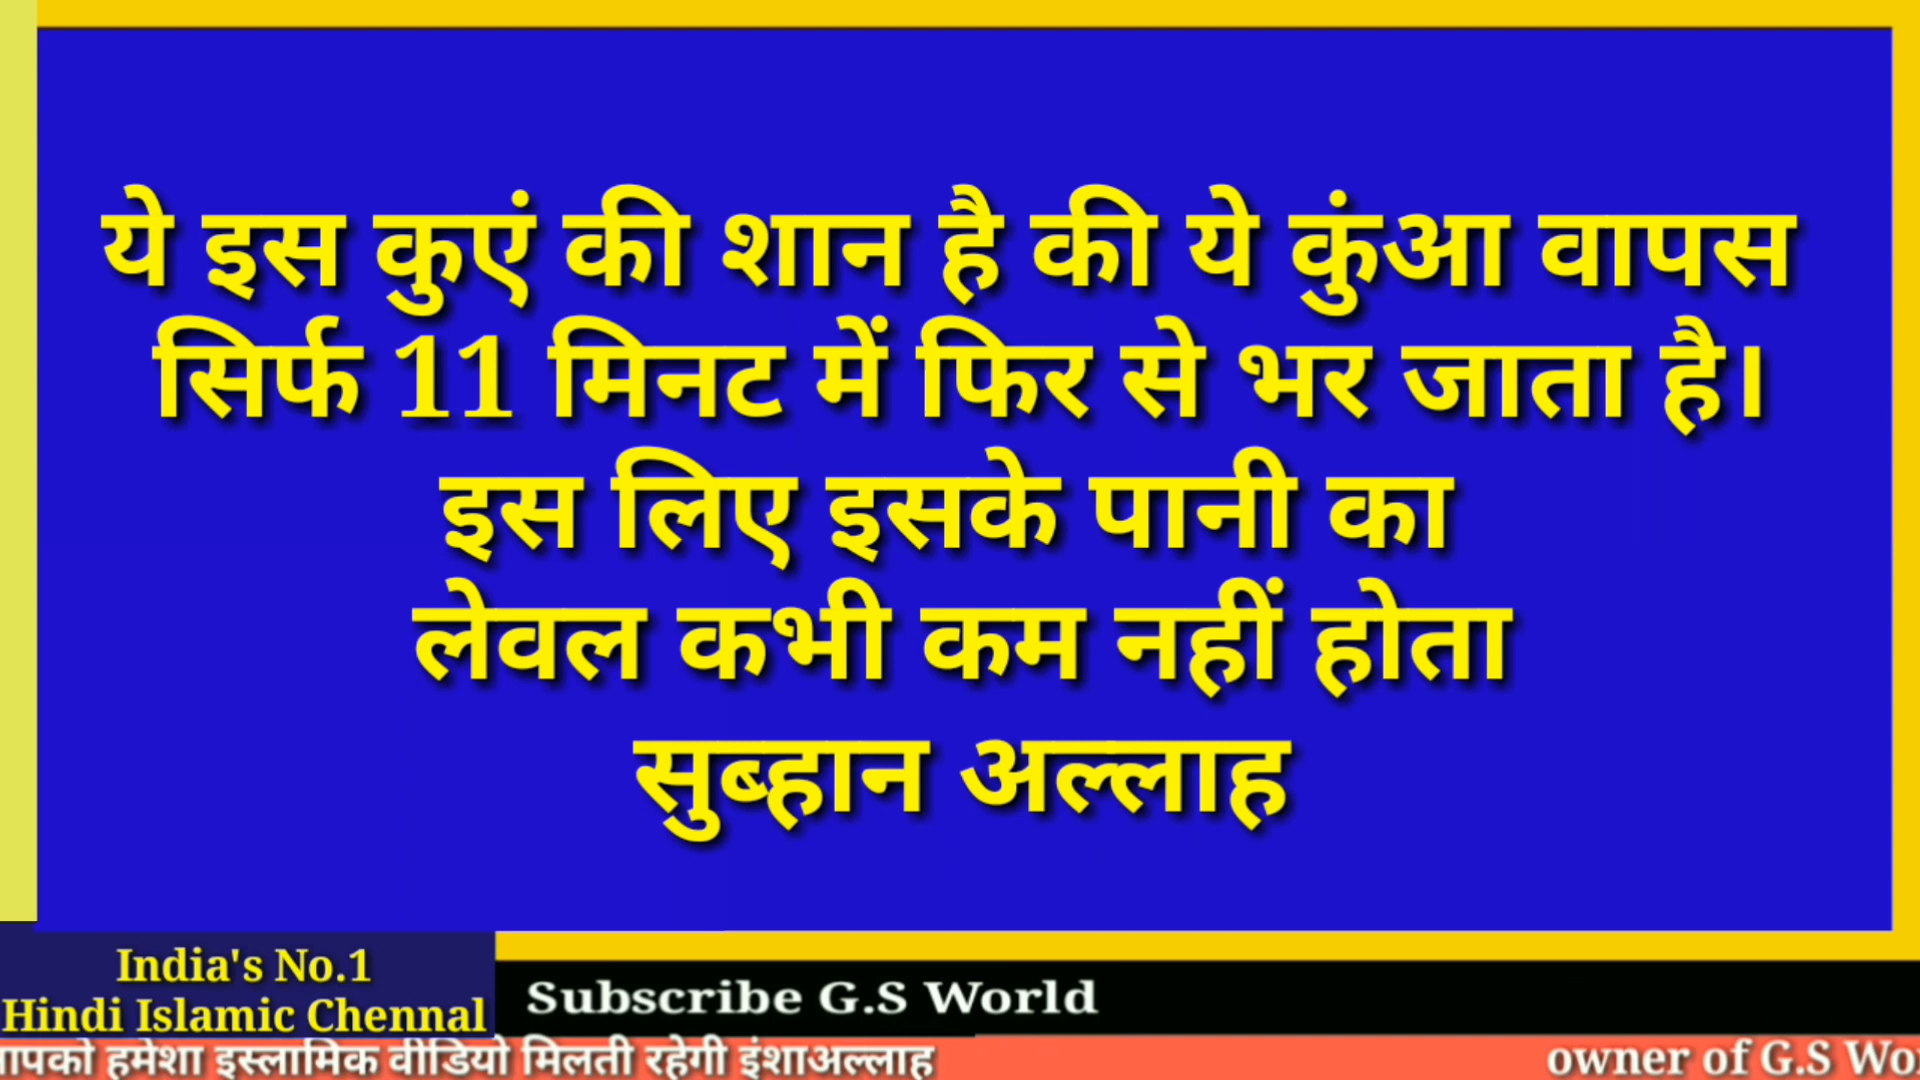 ये इस कुएं की शान है की ये कुंआ वापस
सिर्फ 11 मिनट में फिर से भर जाता है।
इस लिए इसके पानी का
लेवल कभी कम नहीं होता
सुब्हान अल्लाह
India's No.1
Hindi Islamic Chennal
Subscribe G.S World
हमेशा इस्लामिक वीडियो मिलती रहेगी इंशाअल्लाह owner of G.S